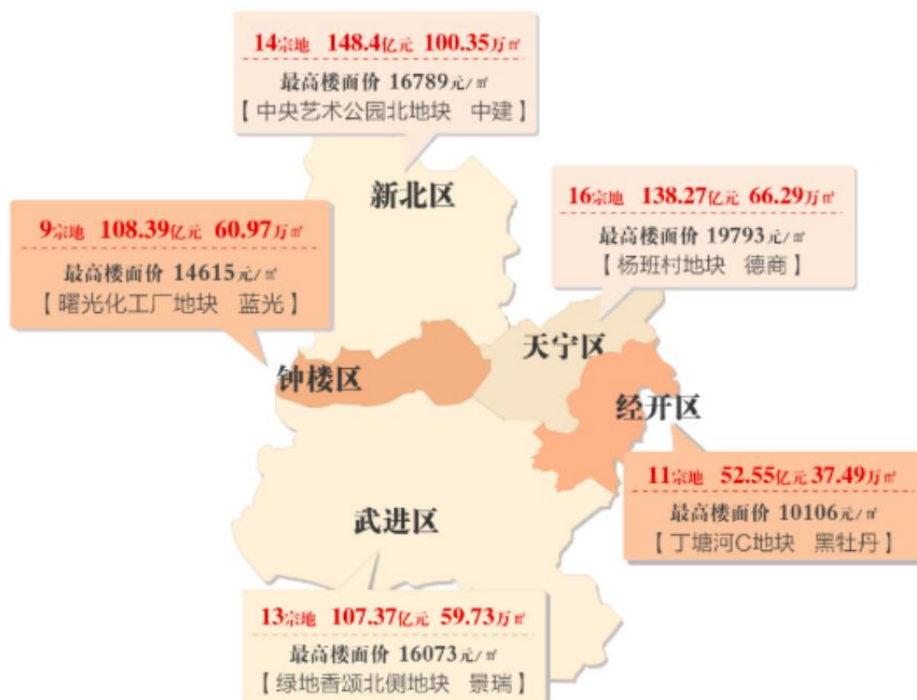 14宗地 148.4亿元 100.35万㎡
最高楼面价 16789元/㎡
【中央艺术公园北地块 中建】
新北区
16宗地 138.27亿元 66.29万㎡
最高楼面价 19793元/㎡
【杨班村地块 德商】
9宗地 108.39亿元 60.97万㎡
最高楼面价 14615元/㎡
【曙光化工厂地块 蓝光】
天宁区
钟楼区
经开区
11宗地 52.55亿元 37.49万㎡
最高楼面价 10106元/㎡
【丁塘河C地块 黑牡丹】
武进区
13宗地 107.37亿元 59.73万㎡
最高楼面价 16073元/㎡
【绿地香颂北侧地块 景瑞】